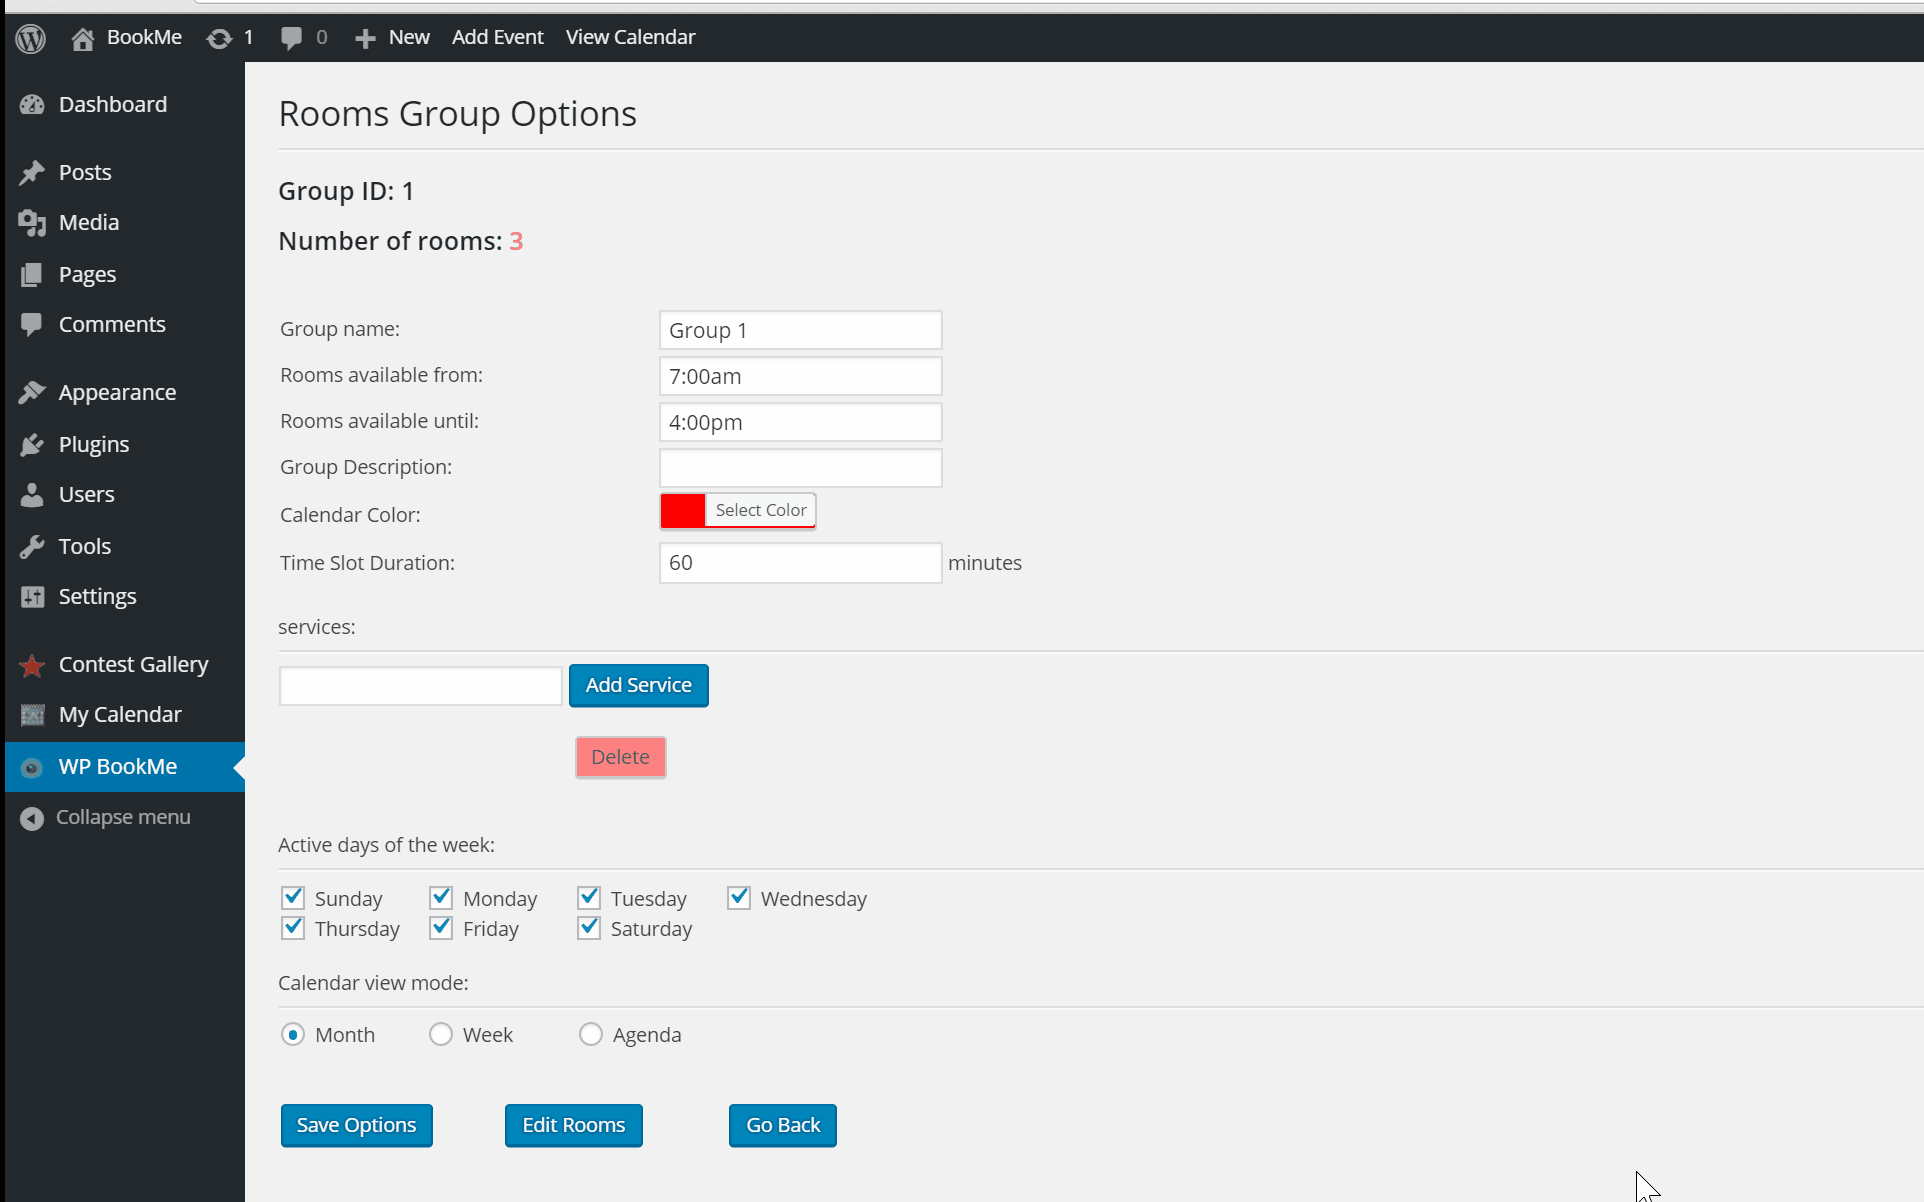 BookMe 1 0 New Add Event View Calendar
Dashboard
Posts
Media
Pages
Comments
Appearance
Plugins
Users
Tools
Settings
Contest Gallery
My Calendar
WP BookMe
Collapse menu
Rooms Group Options
Group ID: 1
Number of rooms: 3
Group name: Group 1
Rooms available from: 7:00am
Rooms available until: 4:00pm
Group Description:
Calendar Color: Select Color
Time Slot Duration: 60 minutes
services:
Add Service
Delete
Active days of the week:
Sunday Monday Tuesday Wednesday
Thursday Friday Saturday
Calendar view mode:
Month Week Agenda
Save Options Edit Rooms Go Back